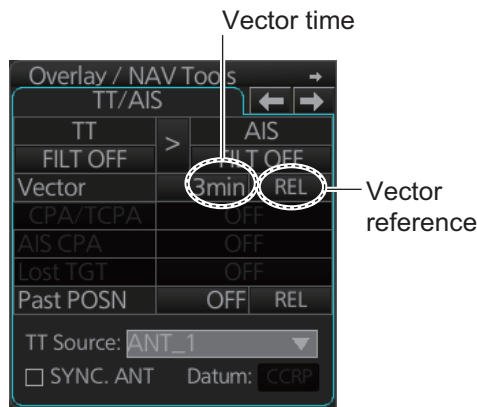 Vector time
Overlay / NAV Tools
TT/AIS
TT > AIS
FILT OFF FILT OFF
Vector 3min REL
Vector reference
CPA/TCPA OFF
AIS CPA OFF
Lost TGT OFF
Past POSN OFF REL
TT Source: ANT_1
SYNC. ANT Datum: CCRP